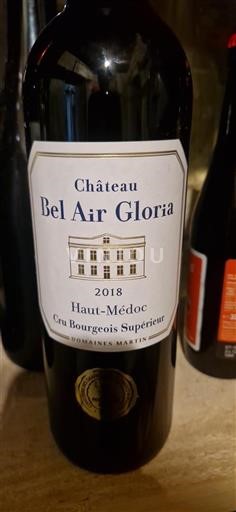 Château
Bel Air Gloria
2018
Haut-Médoc
Cru Bourgeois Supérieur
DOMAINES MARTIN